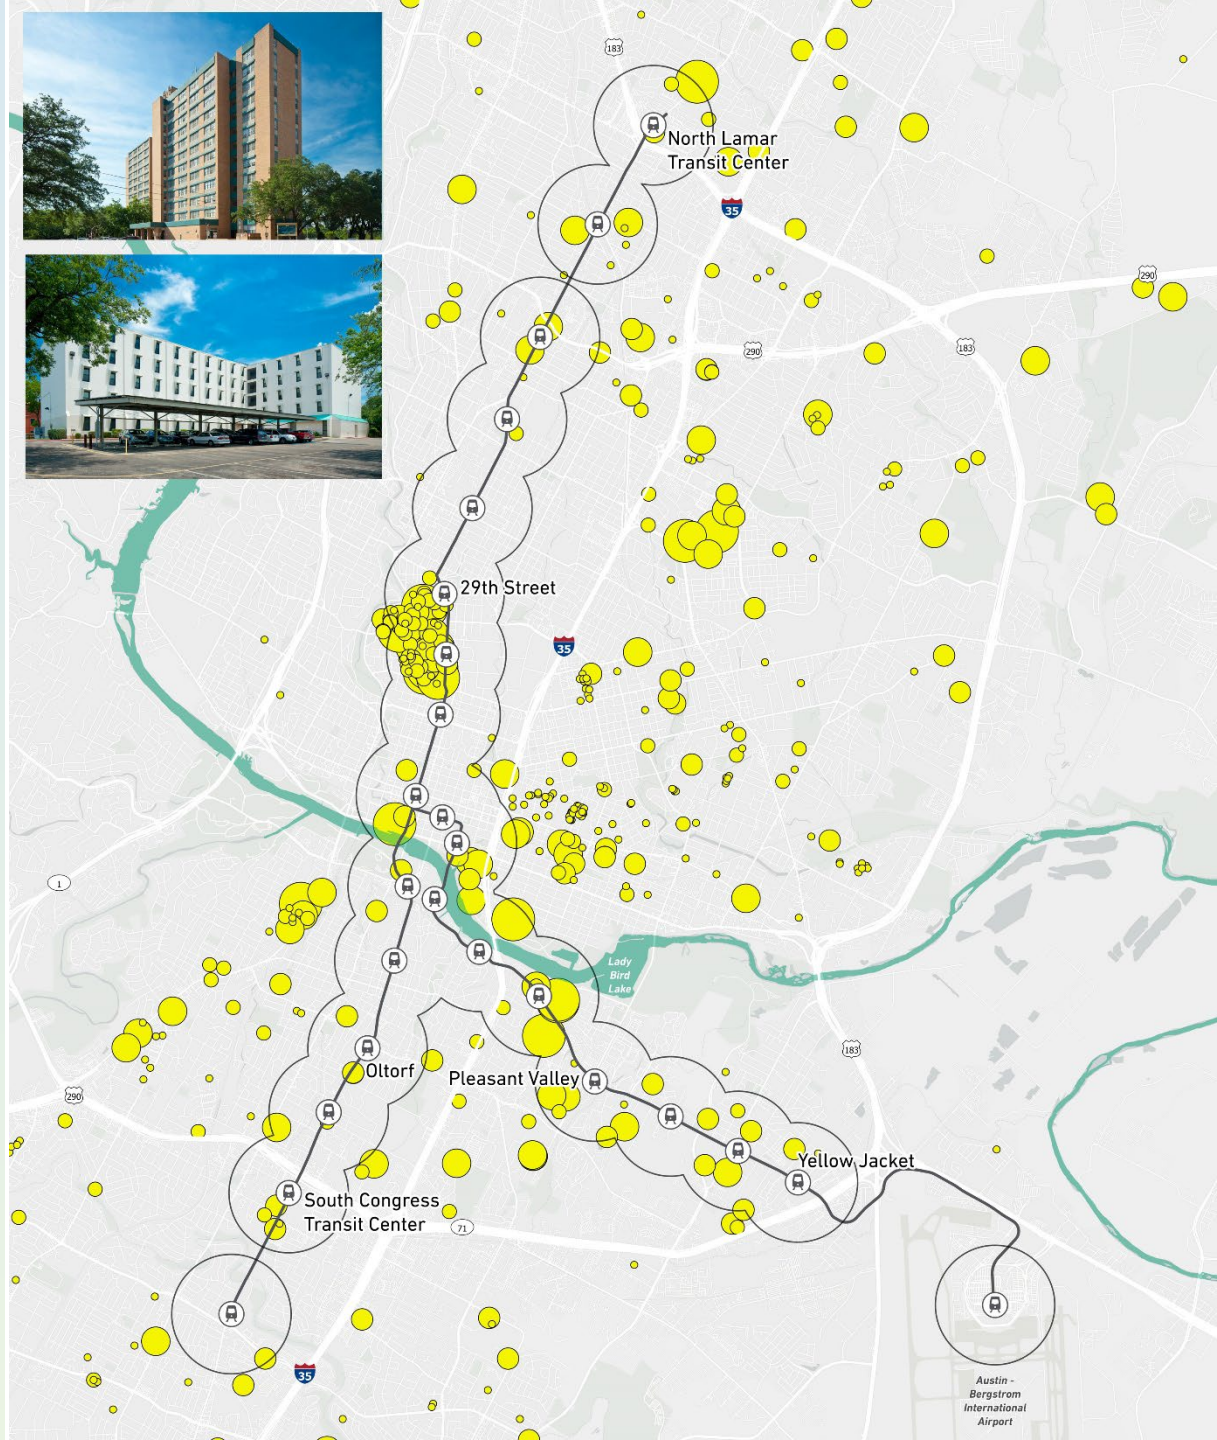 183
North Lamar
Transit Center
35
290
290
183
29th Street
35
1
Lady
Bird
Lake
183
Oltorf
Pleasant Valley
290
Yellow Jacket
South Congress
Transit Center
71
35
Austin -
Bergstrom
International
Airport